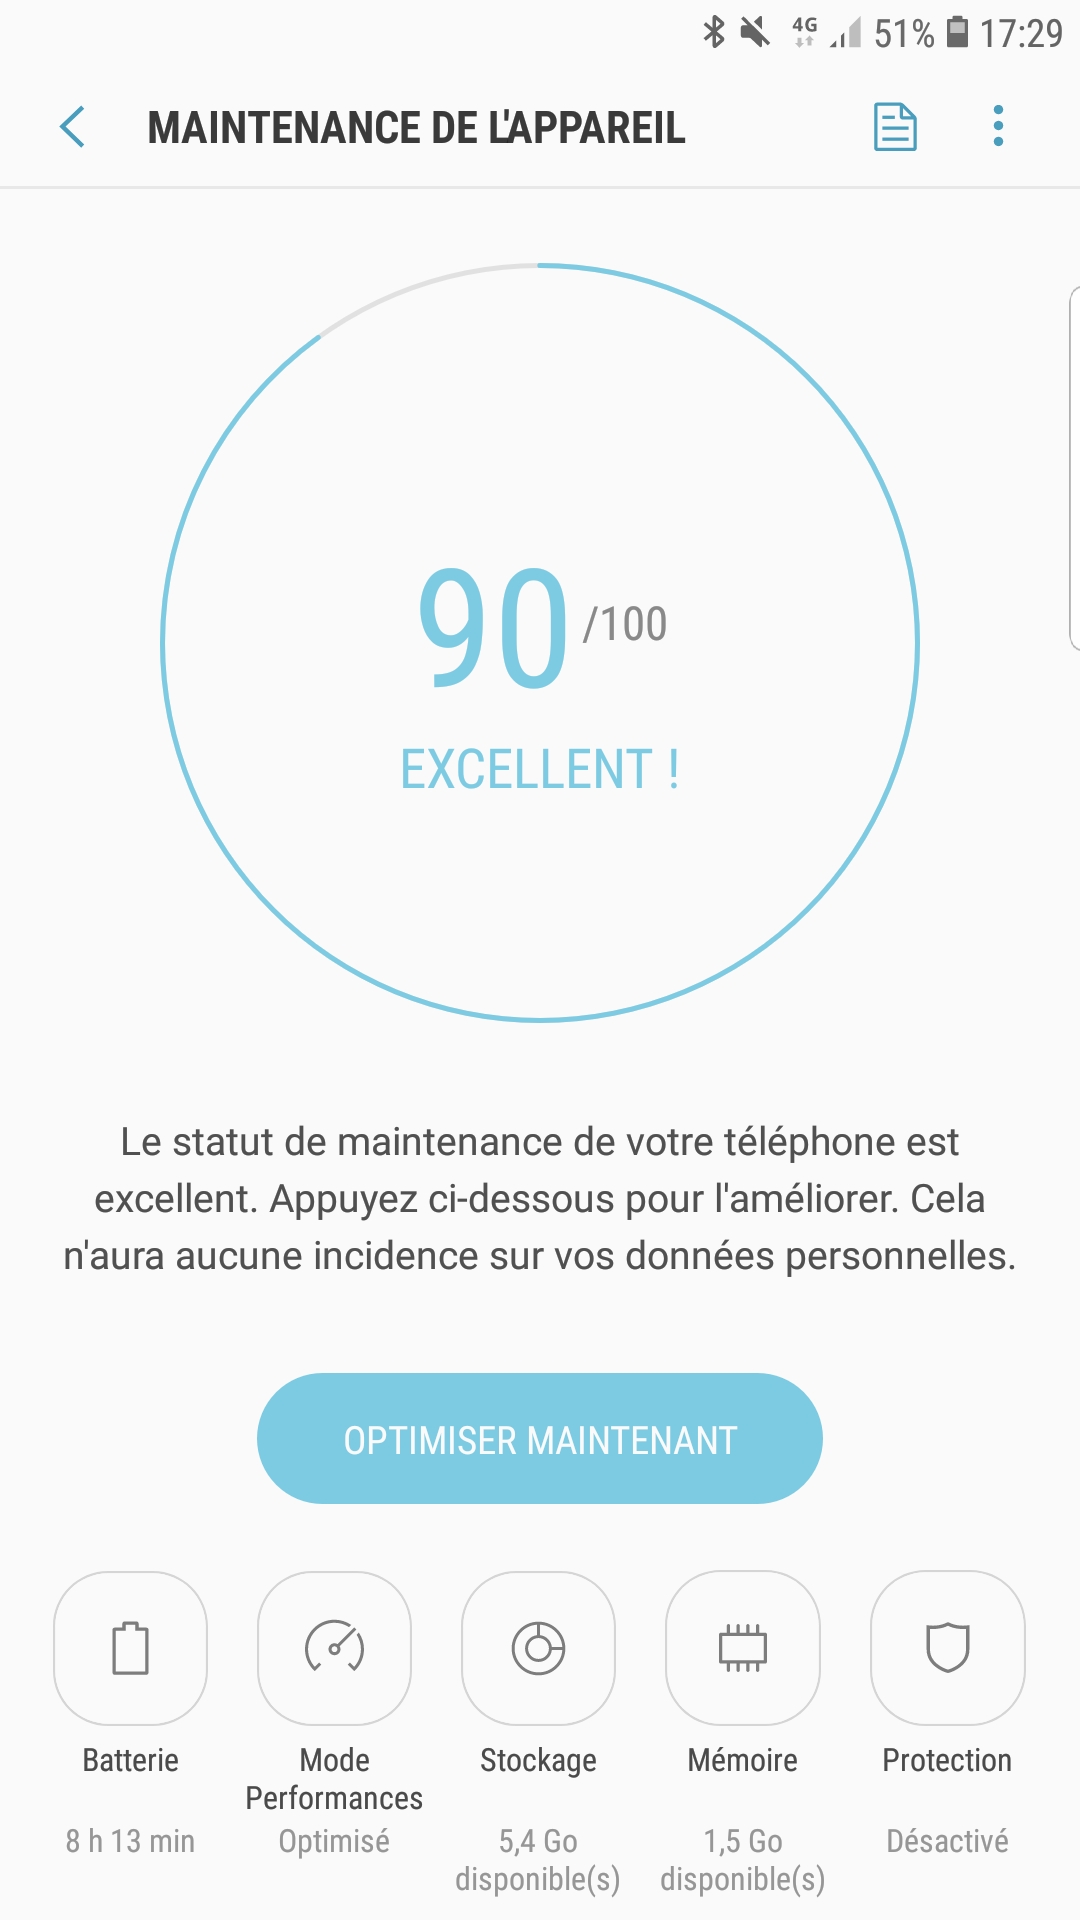 4G 51% 17:29
MAINTENANCE DE L'APPAREIL
90 /100
EXCELLENT !
Le statut de maintenance de votre téléphone est
excellent. Appuyez ci-dessous pour l'améliorer. Cela
n'aura aucune incidence sur vos données personnelles.
OPTIMISER MAINTENANT
Batterie
8 h 13 min
Mode
Performances
Optimisé
Stockage
5,4 Go
disponible(s)
Mémoire
1,5 Go
disponible(s)
Protection
Désactivé